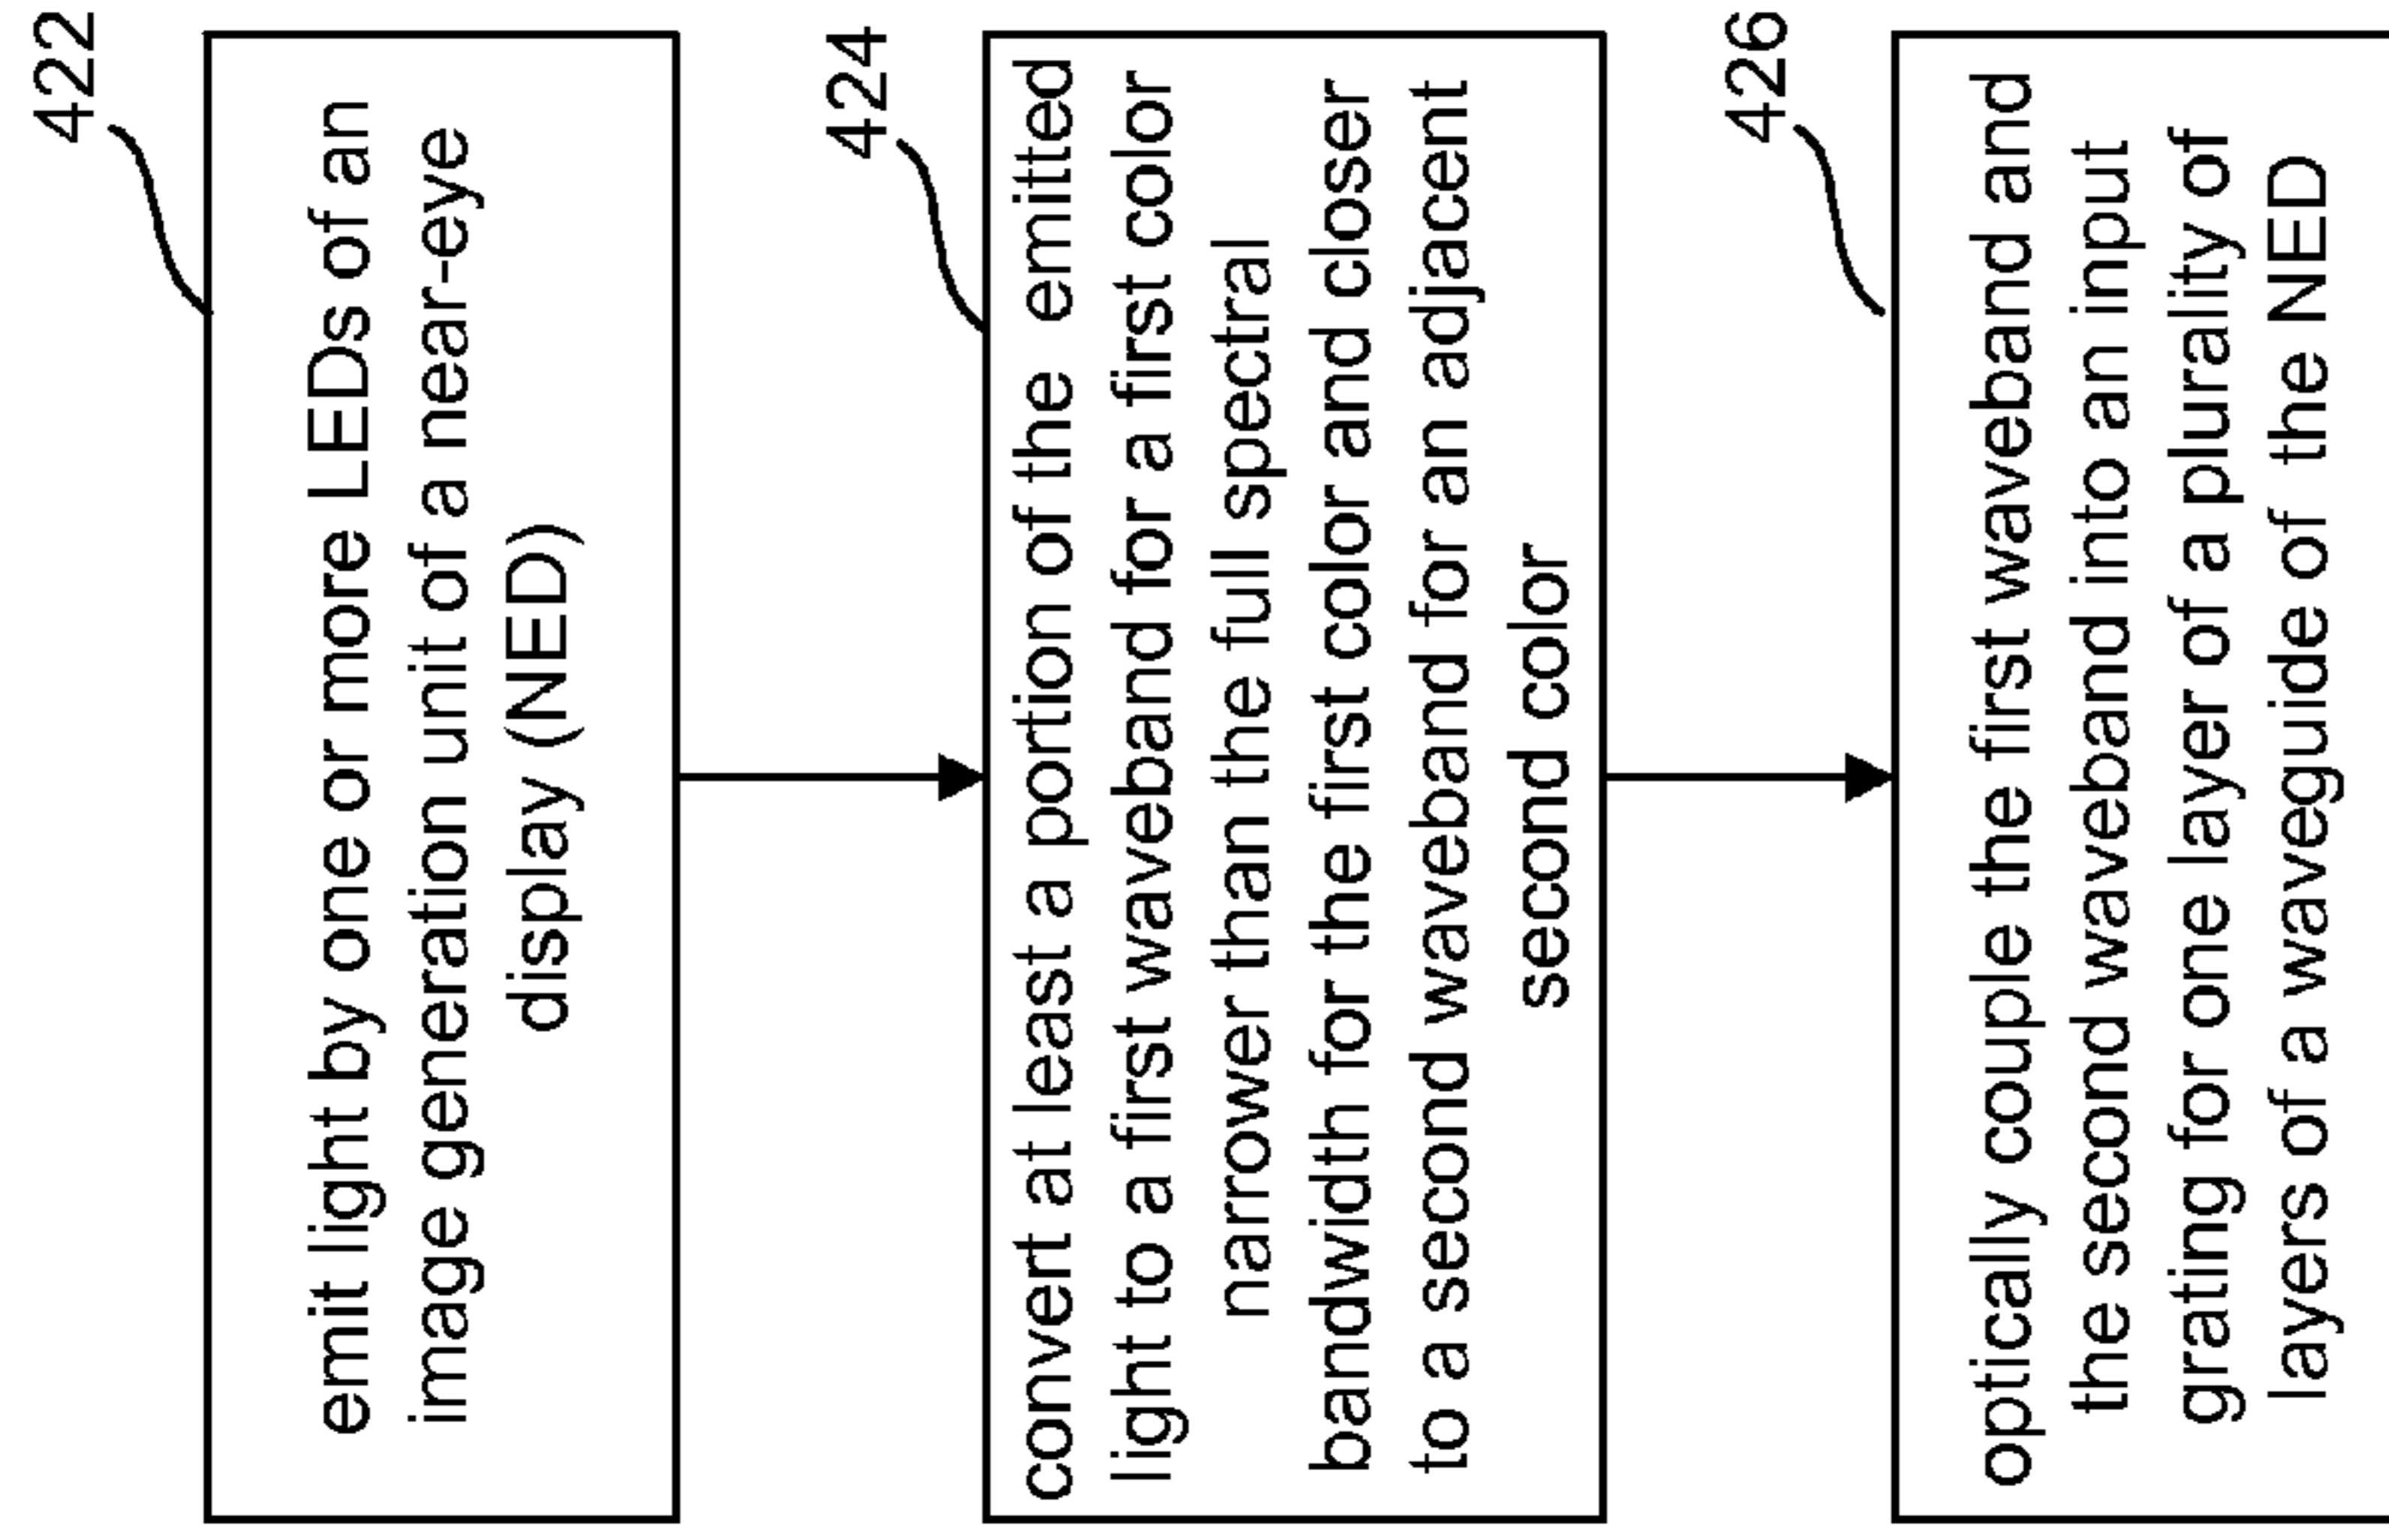 422
emit light by one or more LEDs of an
image generation unit of a near-eye
display (NED)
424
convert at least a portion of the emitted
light to a first waveband for a first color
narrower than the full spectral
bandwidth for the first color and closer
to a second waveband for an adjacent
second color
426
optically couple the first waveband and
the second waveband into an input
grating for one layer of a plurality of
layers of a waveguide of the NED